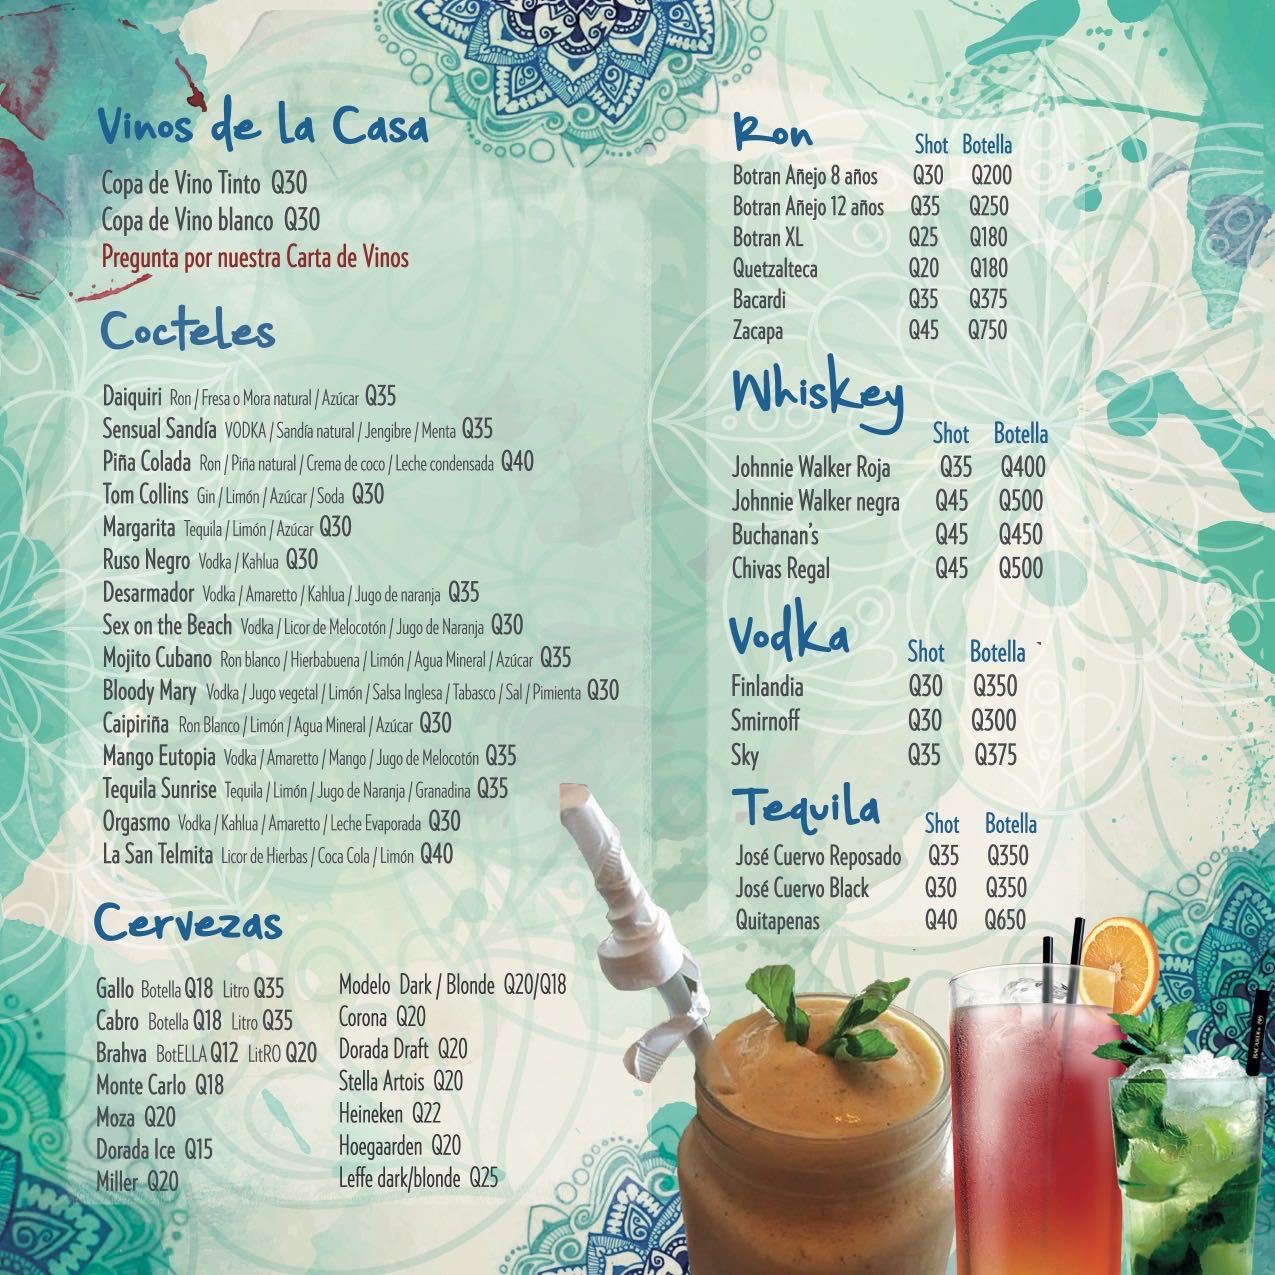 Vinos de la Casa
Copa de Vino Tinto Q30
Copa de Vino blanco Q30
Pregunta por nuestra Carta de Vinos
Cocteles
Daiquiri Ron / Fresa o Mora natural / Azúcar Q35
Sensual Sandía VODKA / Sandía natural / Jengibre / Menta Q35
Piña Colada Ron / Piña natural / Crema de coco / Leche condensada Q40
Tom Collins Gin / Limón / Azúcar / Soda Q30
Margarita Tequila / Limón / Azúcar Q30
Ruso Negro Vodka / Kahlua Q30
Desarmador Vodka / Amaretto / Kahlua / Jugo de naranja Q35
Sex on the Beach Vodka / Licor de Melocotón / Jugo de Naranja Q30
Mojito Cubano Ron blanco / Hierbabuena / Limón / Agua Mineral / Azúcar Q35
Bloody Mary Vodka / Jugo vegetal / Limón / Salsa Inglesa / Tabasco / Sal / Pimienta Q30
Caipiriña Ron Blanco / Limón / Agua Mineral / Azúcar Q30
Mango Eutopia Vodka / Amaretto / Mango / Jugo de Melocotón Q35
Tequila Sunrise Tequila / Limón / Jugo de Naranja / Granadina Q35
Orgasmo Vodka / Kahlua / Amaretto / Leche Evaporada Q30
La San Telmita Licor de Hierbas / Coca Cola / Limón Q40
Cervezas
Gallo Botella Q18 Litro Q35
Cabro Botella Q18 Litro Q35
Brahva BotELLA Q12 LitRO Q20
Monte Carlo Q18
Moza Q20
Dorada Ice Q15
Miller Q20
Modelo Dark / Blonde Q20/Q18
Corona Q20
Dorada Draft Q20
Stella Artois Q20
Heineken Q22
Hoegaarden Q20
Leffe dark/blonde Q25
Ron Shot Botella
Botran Añejo 8 años Q30 Q200
Botran Añejo 12 años Q35 Q250
Botran XL Q25 Q180
Quetzalteca Q20 Q180
Bacardi Q35 Q375
Zacapa Q45 Q750
Whiskey
Shot Botella
Johnnie Walker Roja Q35 Q400
Johnnie Walker negra Q45 Q500
Buchanan's Q45 Q450
Chivas Regal Q45 Q500
Vodka Shot Botella
Finlandia Q30 Q350
Smirnoff Q30 Q300
Sky Q35 Q375
Tequila Shot Botella
José Cuervo Reposado Q35 Q350
José Cuervo Black Q30 Q350
Quitapenas Q40 Q650
BACARDI